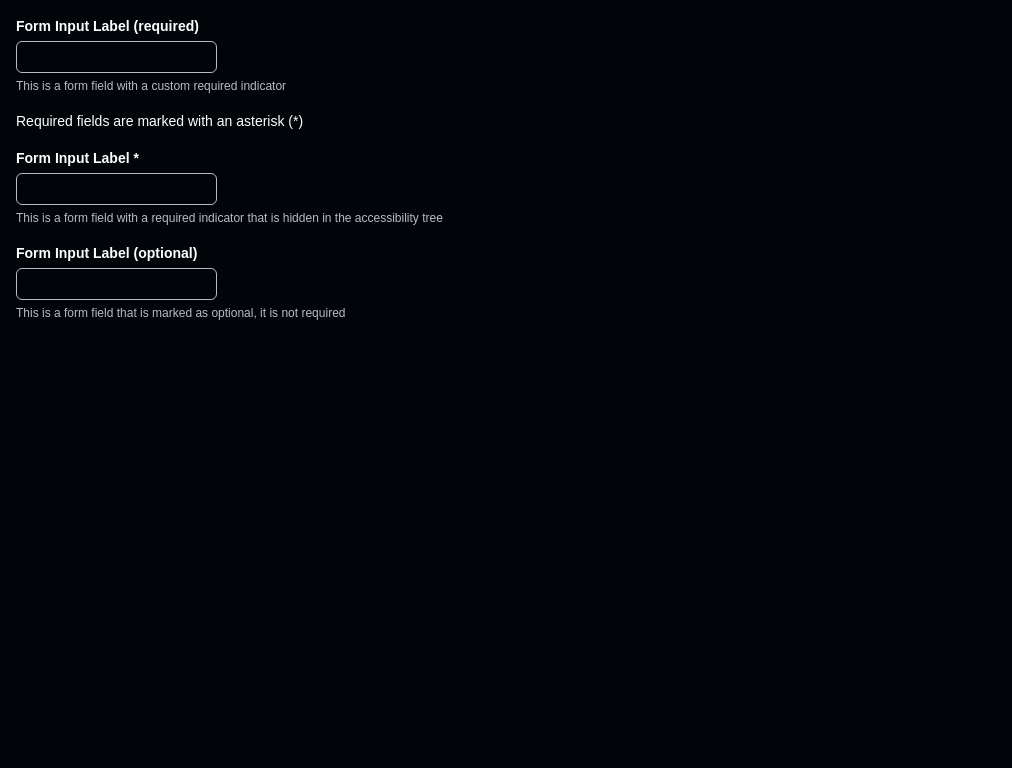 Form Input Label (required)
This is a form field with a custom required indicator
Required fields are marked with an asterisk (*)
Form Input Label *
This is a form field with a required indicator that is hidden in the accessibility tree
Form Input Label (optional)
This is a form field that is marked as optional, it is not required